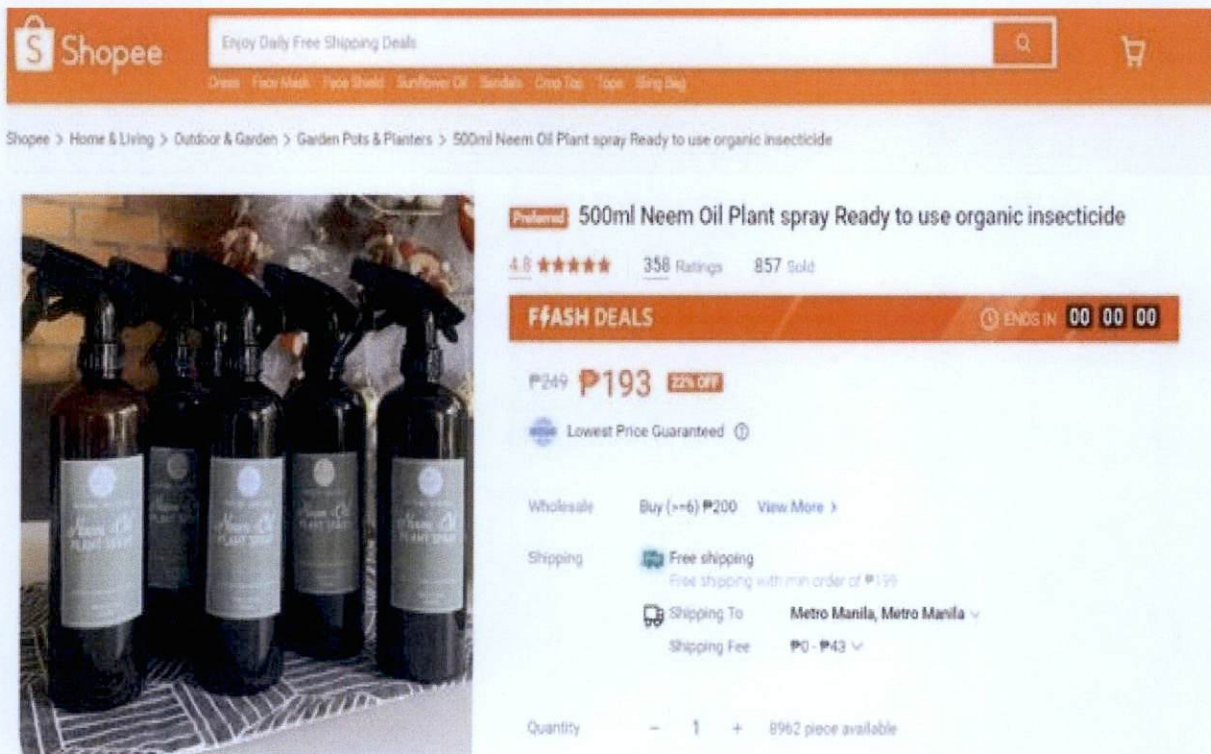 Shopee
Enjoy Daily Free Shipping Deals
Dress Face Mask Face Shield Sunflower Oil Sandals Crop Top Tops Sling Bag
Shopee > Home & Living > Outdoor & Garden > Garden Pots & Planters > 500ml Neem Oil Plant spray Ready to use organic insecticide
Preferred 500ml Neem Oil Plant spray Ready to use organic insecticide
4.8 358 Ratings 857 Sold
FLASH DEALS ENDS IN 00 00 00
₱249 ₱193 22% OFF
Lowest Price Guaranteed
Wholesale Buy (>=6) ₱200 View More >
Shipping Free shipping
Free shipping with min order of ₱199
Shipping To Metro Manila, Metro Manila
Shipping Fee ₱0 - ₱43
Quantity - 1 + 8962 piece available
Neem Oil
PLANT SPRAY
Neem Oil
PLANT SPRAY
Neem Oil
PLANT SPRAY
Neem Oil
PLANT SPRAY
Neem Oil
PLANT SPRAY